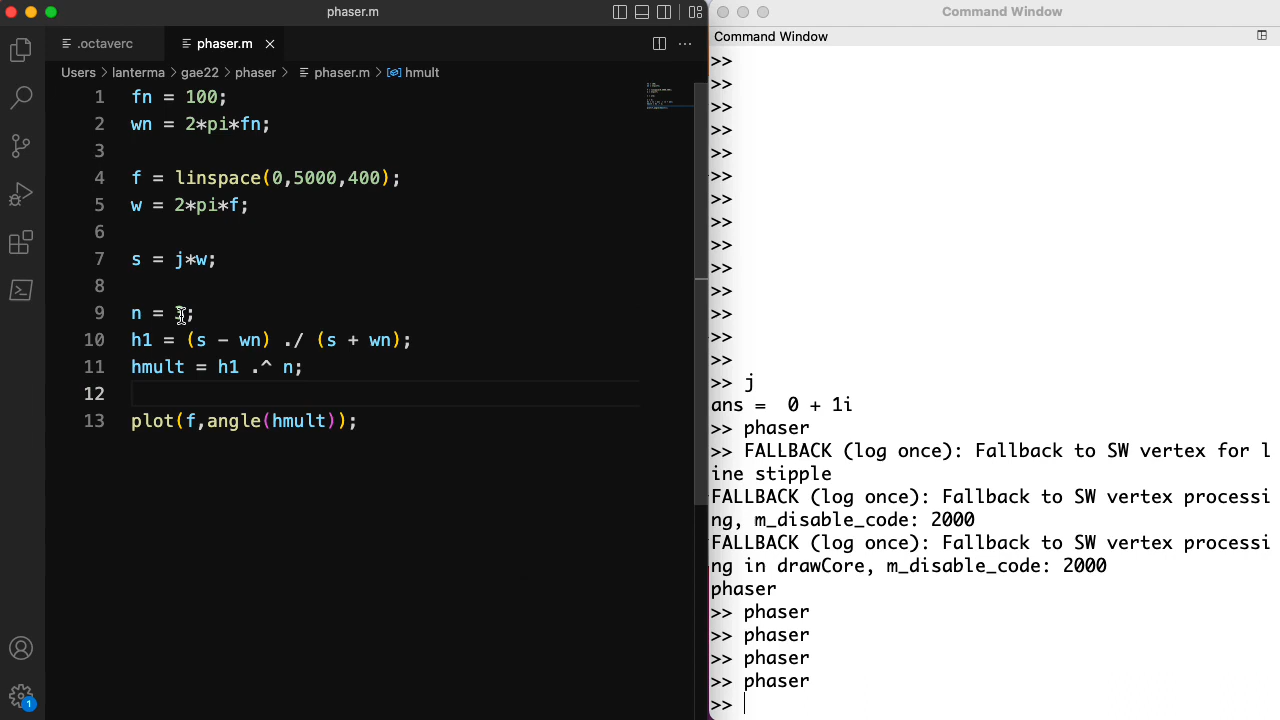 phaser.m
.octaverc
phaser.m
Users > lanterma > gae22 > phaser > phaser.m > hmult
1 fn = 100;
2 wn = 2*pi*fn;
3
4 f = linspace(0,5000,400);
5 w = 2*pi*f;
6
7 s = j*w;
8
9 n = ;
10 h1 = (s - wn) ./ (s + wn);
11 hmult = h1 .^ n;
12
13 plot(f,angle(hmult));
1
Command Window
Command Window
>>
>>
>>
>>
>>
>>
>>
>>
>>
>>
>>
>>
>>
>>
>> j
ans =  0 + 1i
>> phaser
>> FALLBACK (log once): Fallback to SW vertex for l
ine stipple
FALLBACK (log once): Fallback to SW vertex processi
ng, m_disable_code: 2000
FALLBACK (log once): Fallback to SW vertex processi
ng in drawCore, m_disable_code: 2000
phaser
>> phaser
>> phaser
>> phaser
>> phaser
>>